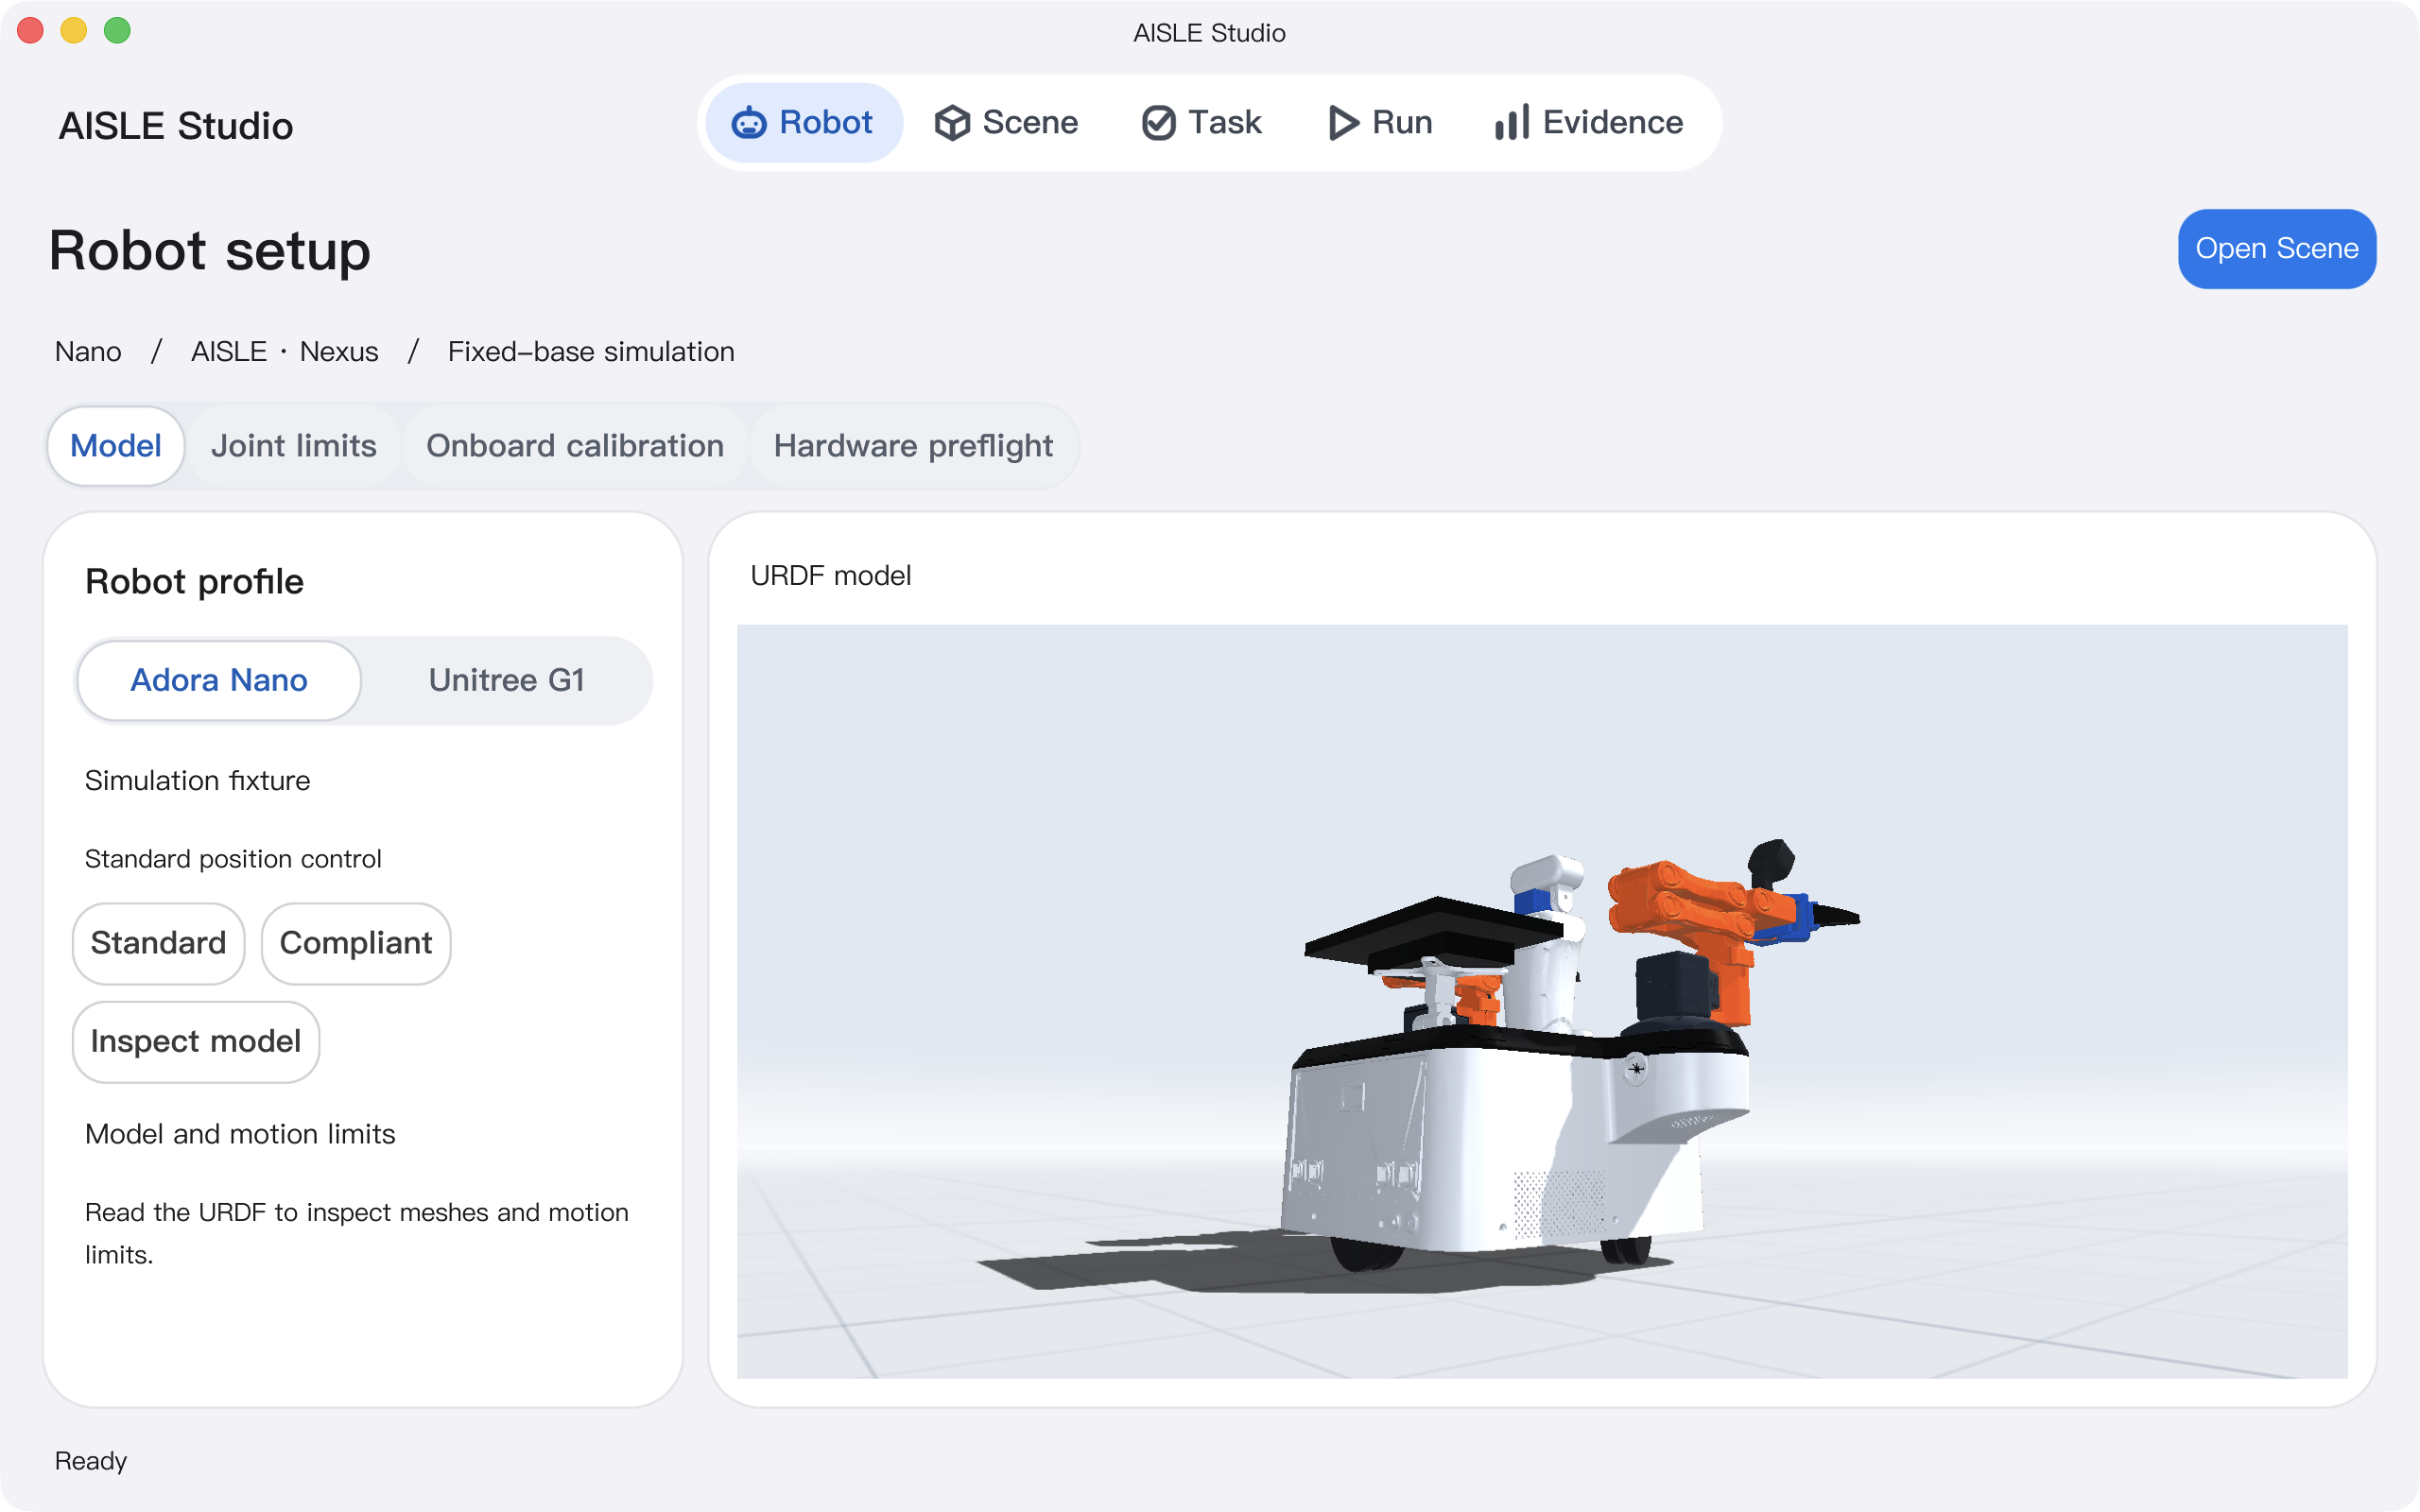 AISLE Studio
AISLE Studio
Robot
Scene
Task
Run
Evidence
Robot setup
Open Scene
Nano / AISLE · Nexus / Fixed-base simulation
Model
Joint limits
Onboard calibration
Hardware preflight
Robot profile
Adora Nano
Unitree G1
Simulation fixture
Standard position control
Standard
Compliant
Inspect model
Model and motion limits
Read the URDF to inspect meshes and motion
limits.
URDF model
Ready